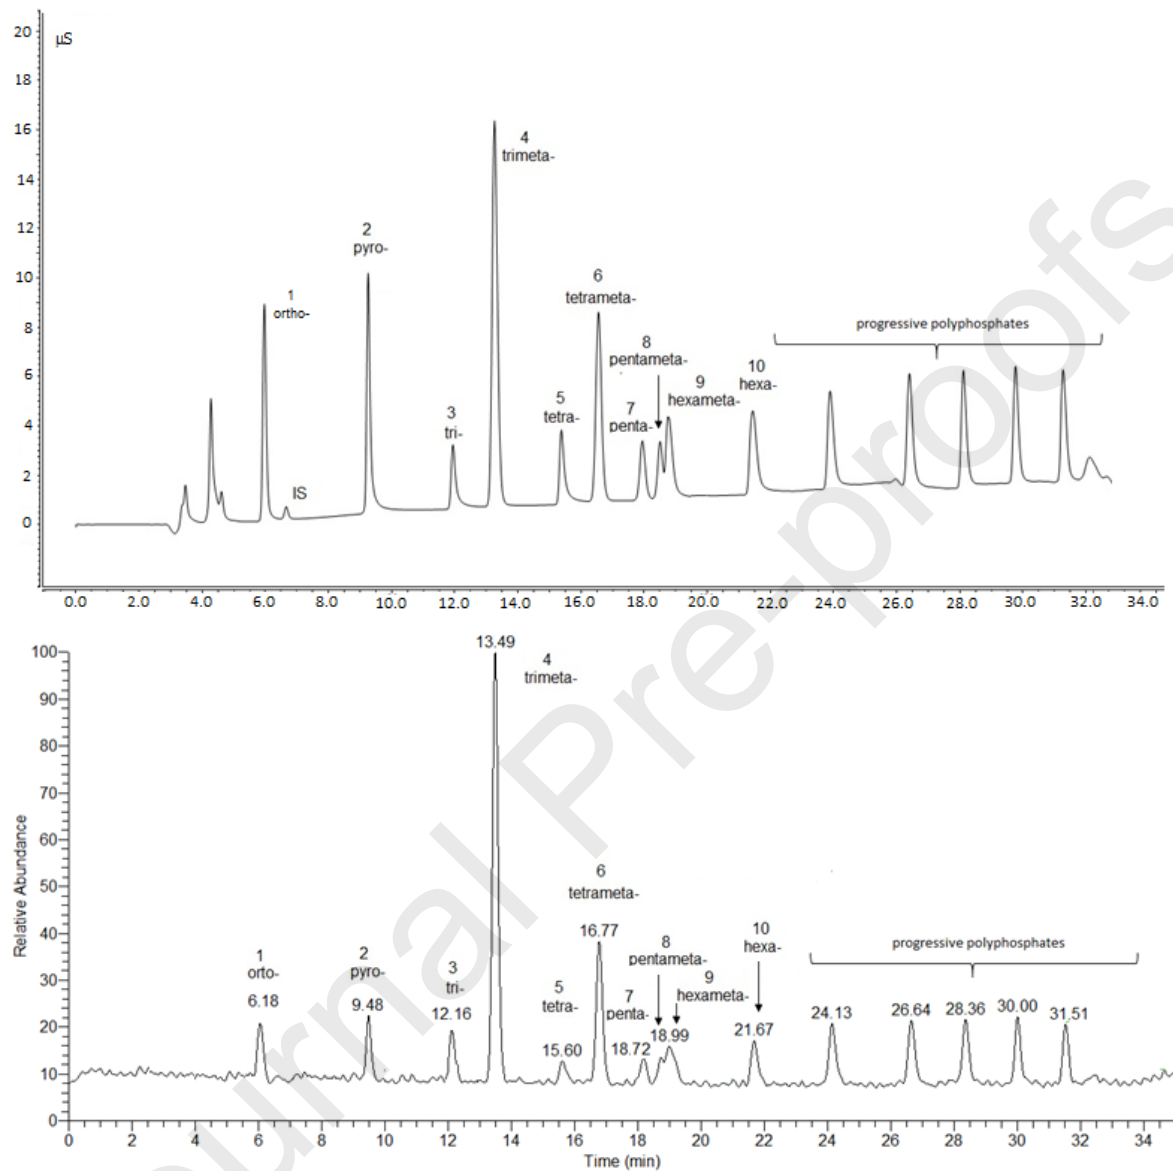 20
µS
18
16
4
trimeta-
14
12
2
pyro-
10
1
ortho-
6
tetrameta-
progressive polyphosphates
8
8
pentameta-
10
hexa-
6
9
hexameta-
5
tetra-
7
penta-
3
tri-
4
2
IS
0
0.0 2.0 4.0 6.0 8.0 10.0 12.0 14.0 16.0 18.0 20.0 22.0 24.0 26.0 28.0 30.0 32.0 34.0
100
13.49
4
trimeta-
90
80
70
60
50
40
30
20
10
0
Relative Abundance
6
tetrameta-
16.77
1
orto-
6.18
2
pyro-
9.48
3
tri-
12.16
5
tetra-
15.60
7
penta-
18.72
8
pentameta-
9
hexameta-
18.99
10
hexa-
21.67
progressive polyphosphates
24.13
26.64
28.36
30.00
31.51
0 2 4 6 8 10 12 14 16 18 20 22 24 26 28 30 32 34
Time (min)
urnal Pre-proofs